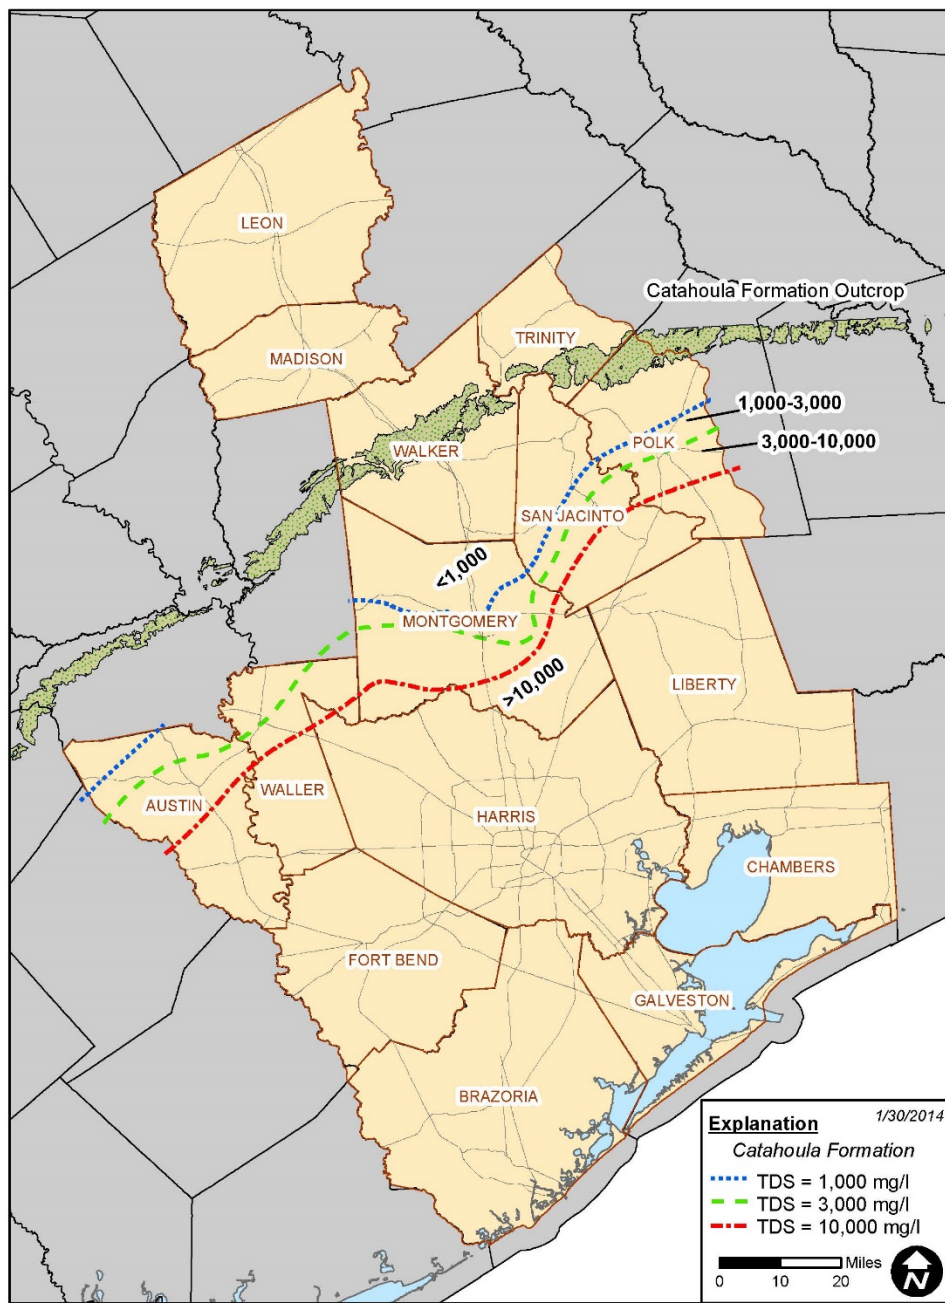 LEON
MADISON
TRINITY
Catahoula Formation Outcrop
1,000-3,000
WALKER
POLK
3,000-10,000
SAN JACINTO
<1,000
MONTGOMERY
>10,000
LIBERTY
AUSTIN
WALLER
HARRIS
CHAMBERS
FORT BEND
GALVESTON
BRAZORIA
Explanation
1/30/2014
Catahoula Formation
TDS = 1,000 mg/l
TDS = 3,000 mg/l
TDS = 10,000 mg/l
Miles
0 10 20
N